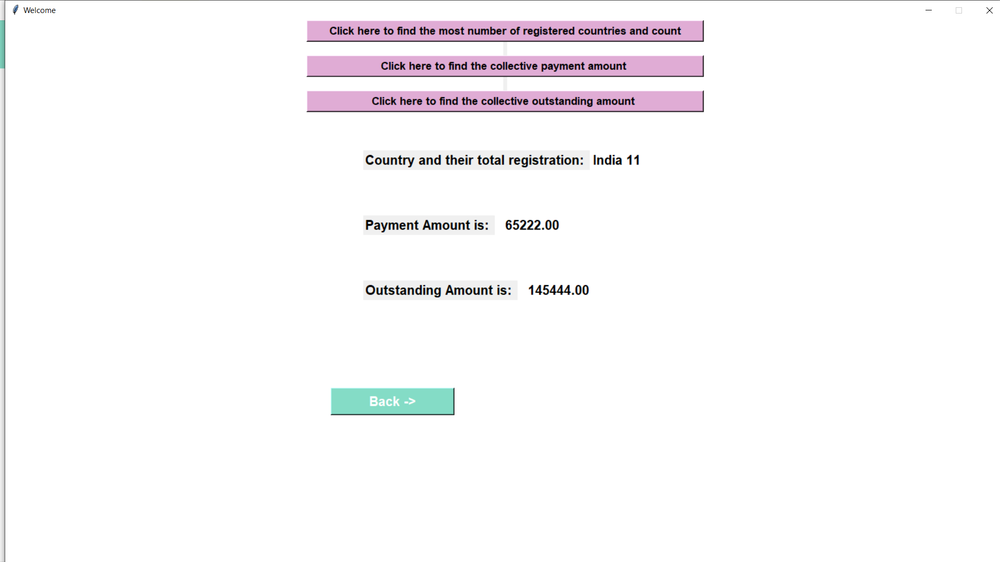 Welcome
Click here to find the most number of registered countries and count
Click here to find the collective payment amount
Click here to find the collective outstanding amount
Country and their total registration: India 11
Payment Amount is: 65222.00
Outstanding Amount is: 145444.00
Back ->